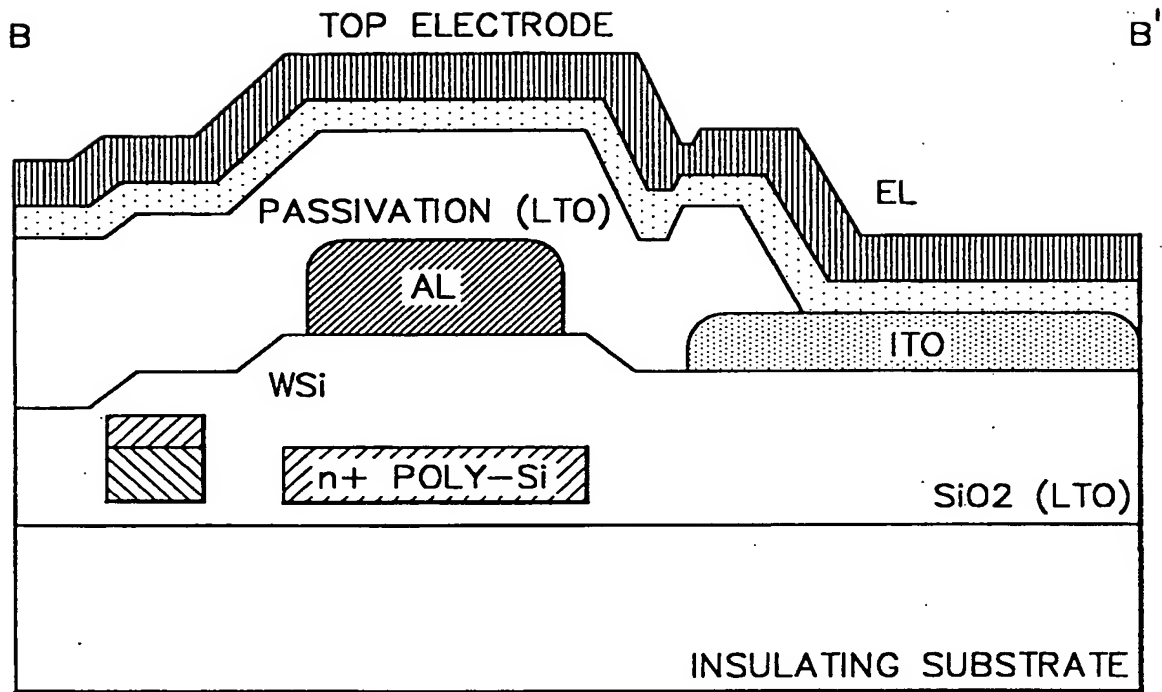 B
TOP ELECTRODE
B'
EL
PASSIVATION (LTO)
AL
ITO
WSi
n+ POLY-Si
SiO2 (LTO)
INSULATING SUBSTRATE